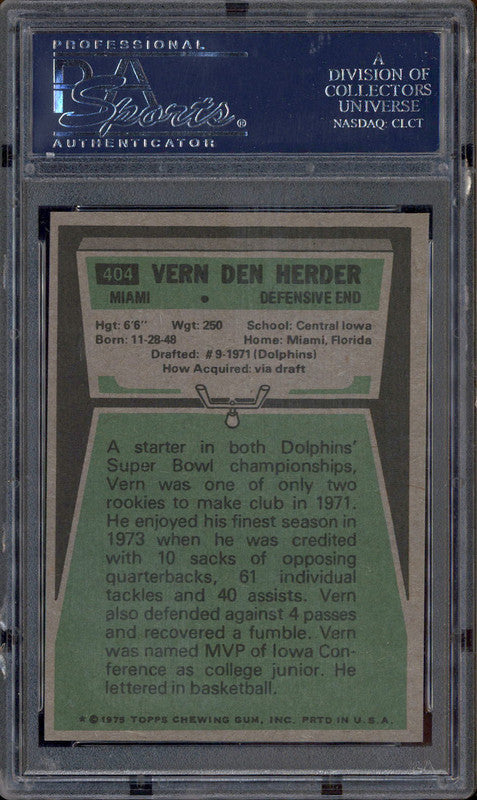 PROFESSIONAL
PSA
Sports®
AUTHENTICATOR
A
DIVISION OF
COLLECTORS
UNIVERSE
NASDAQ: CLCT
404 VERN DEN HERDER
MIAMI • DEFENSIVE END
Hgt: 6'6" Wgt: 250 School: Central Iowa
Born: 11-28-48 Home: Miami, Florida
Drafted: #9-1971 (Dolphins)
How Acquired: via draft
A starter in both Dolphins'
Super Bowl championships,
Vern was one of only two
rookies to make club in 1971.
He enjoyed his finest season in
1973 when he was credited
with 10 sacks of opposing
quarterbacks, 61 individual
tackles and 40 assists. Vern
also defended against 4 passes
and recovered a fumble. Vern
was named MVP of Iowa Con-
ference as college junior. He
lettered in basketball.
* © 1975 TOPPS CHEWING GUM, INC. PRTD IN U.S.A.